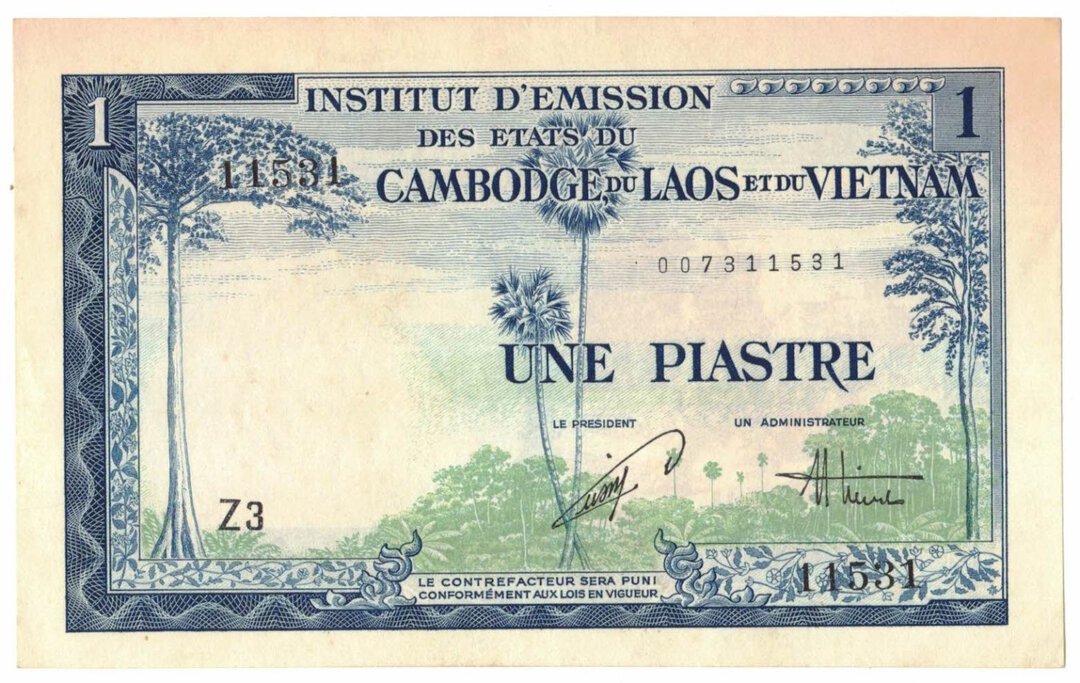 1
INSTITUT D'EMISSION
1
DES ETATS DU
11531
CAMBODGE, DU LAOS ET DU VIETNAM
007311531
UNE PIASTRE
LE PRESIDENT
UN ADMINISTRATEUR
Z3
11531
LE CONTREFACTEUR SERA PUNI
CONFORMÉMENT AUX LOIS EN VIGUEUR